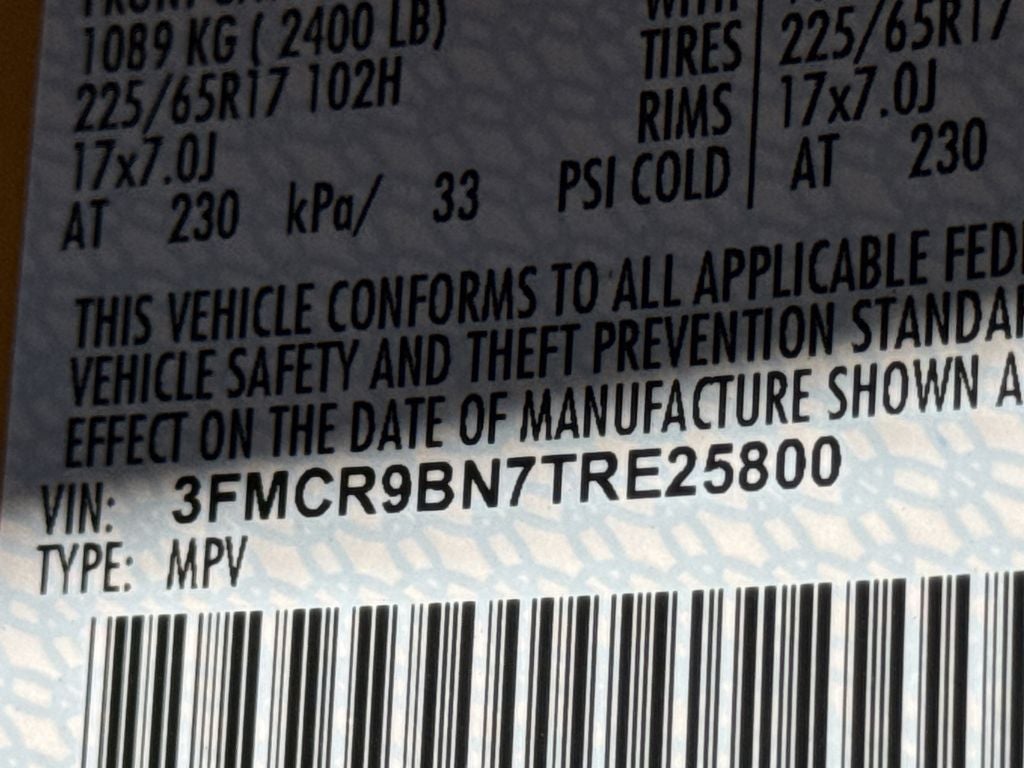 1089 KG ( 2400 LB)
225/65R17 102H
17x7.0J
AT 230 kPa/ 33 PSI COLD
TIRES 225/65R17
RIMS 17x7.0J
AT 230
THIS VEHICLE CONFORMS TO ALL APPLICABLE
VEHICLE SAFETY AND THEFT PREVENTION
EFFECT ON THE DATE OF MANUFACTURE SHOWN
VIN: 3FMCR9BN7TRE25800
TYPE: MPV